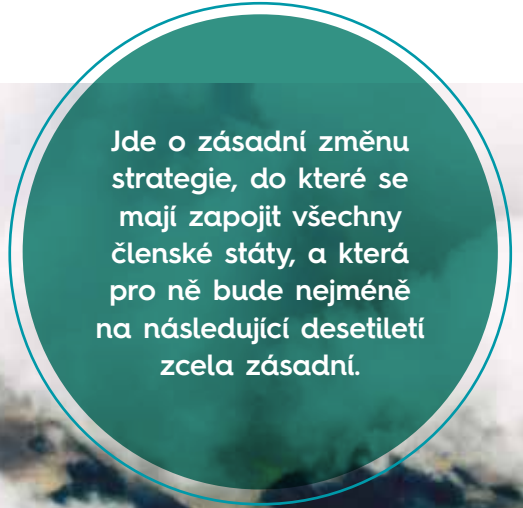 Jde o zásadní změnu
strategie, do které se
mají zapojit všechny
členské státy, a která
pro ně bude nejméně
na následující desetiletí
zcela zásadní.